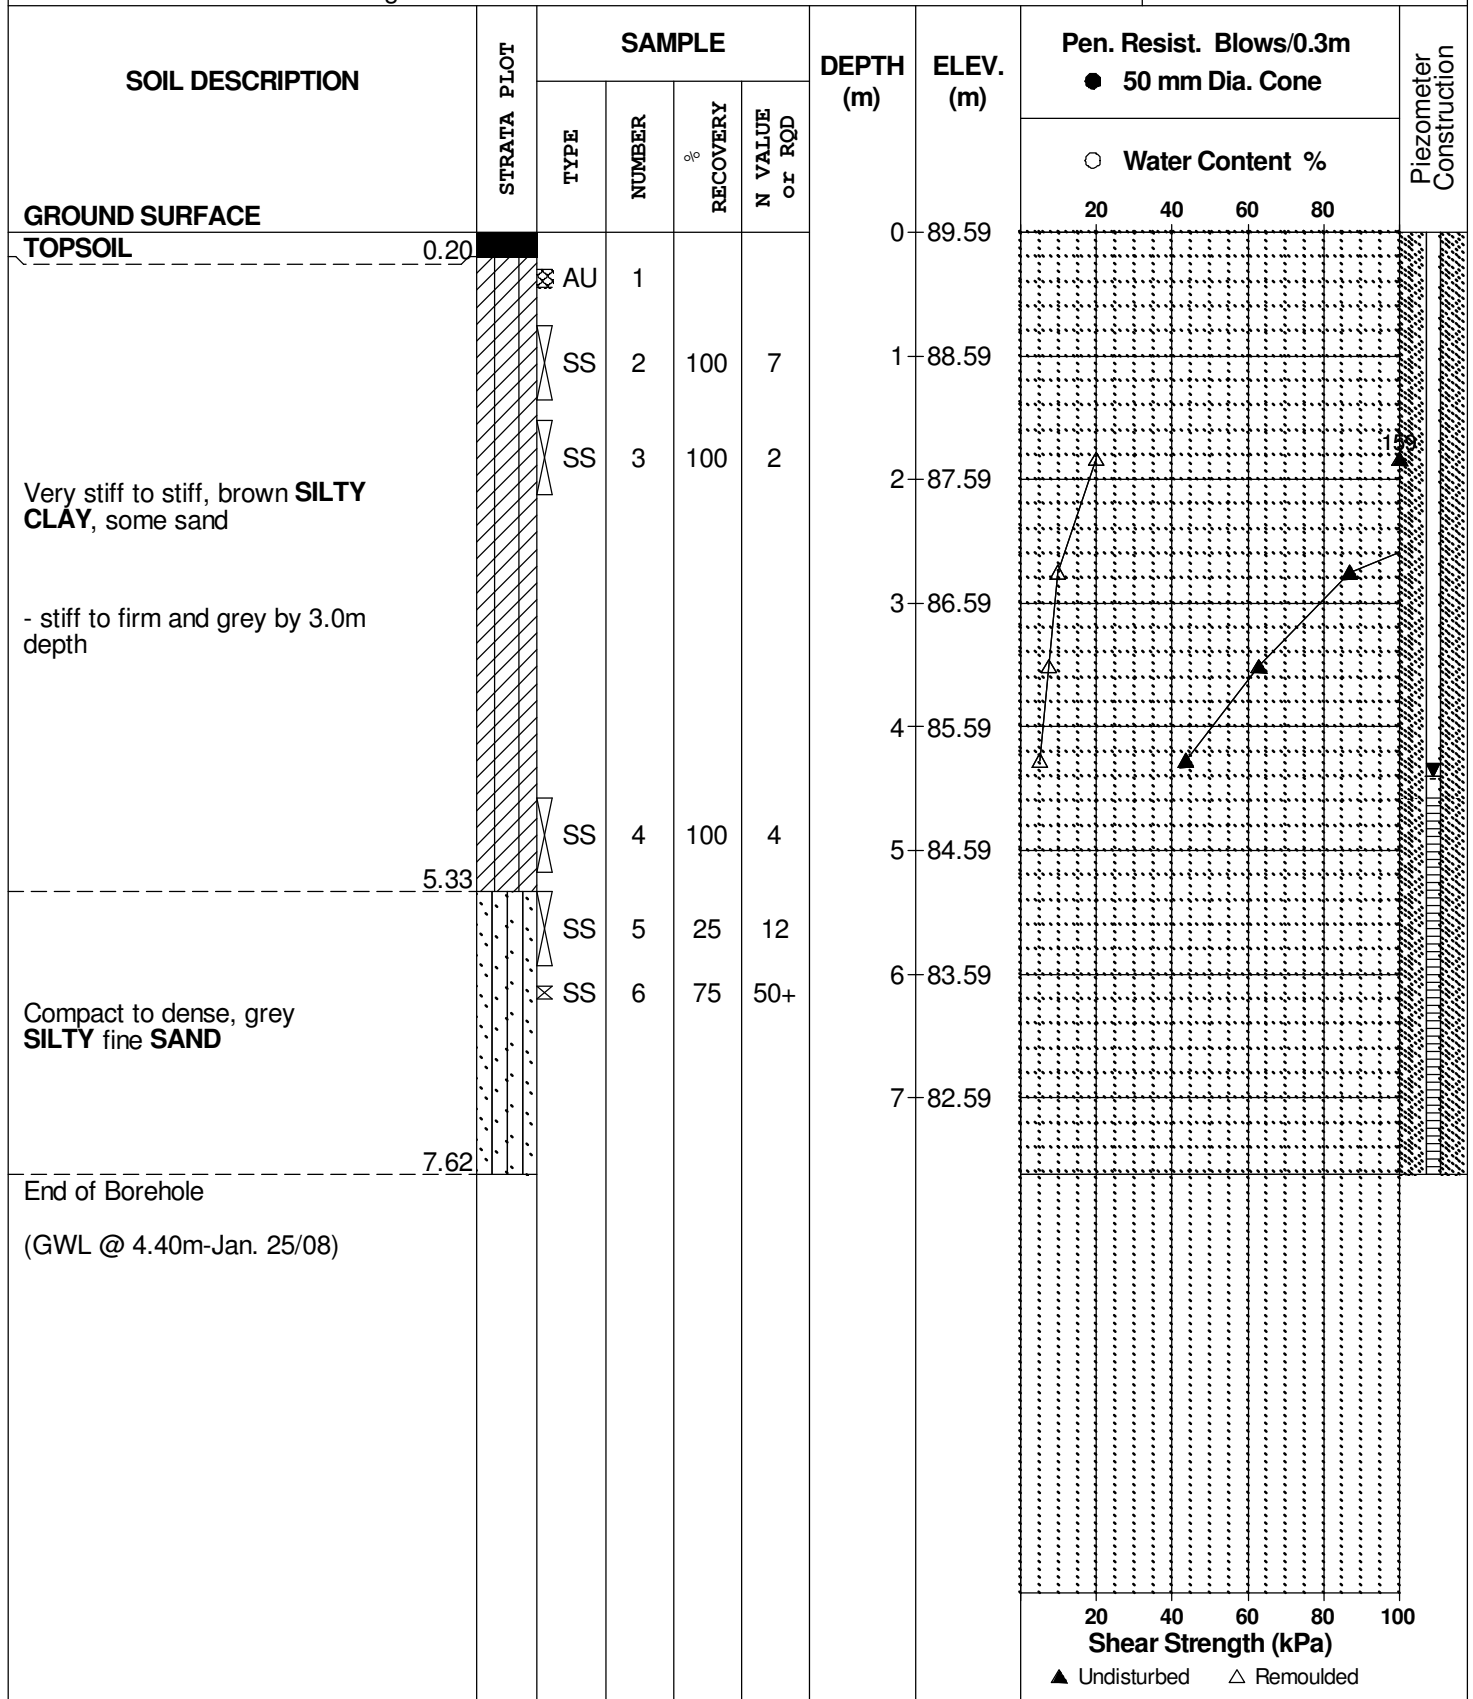 SOIL DESCRIPTION
STRATA PLOT
SAMPLE
TYPE
NUMBER
% RECOVERY
N VALUE or RQD
DEPTH (m)
ELEV. (m)
Pen. Resist. Blows/0.3m
● 50 mm Dia. Cone
○ Water Content %
20 40 60 80
Piezometer Construction
GROUND SURFACE
0 89.59
TOPSOIL 0.20
AU 1
SS 2 100 7
1 88.59
SS 3 100 2
159
2 87.59
Very stiff to stiff, brown SILTY
CLAY, some sand
3 86.59
- stiff to firm and grey by 3.0m
depth
4 85.59
SS 4 100 4
5 84.59
5.33
SS 5 25 12
6 83.59
SS 6 75 50+
Compact to dense, grey
SILTY fine SAND
7 82.59
7.62
End of Borehole
(GWL @ 4.40m-Jan. 25/08)
20 40 60 80 100
Shear Strength (kPa)
▲ Undisturbed △ Remoulded